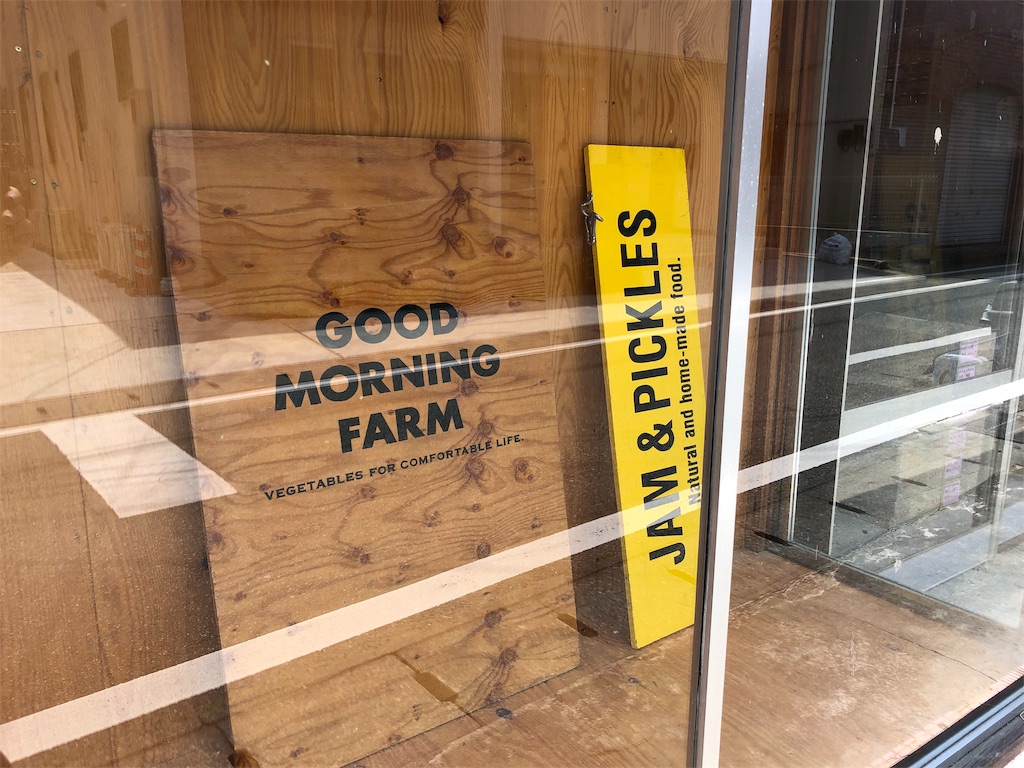 GOOD
MORNING
FARM
VEGETABLES FOR COMFORTABLE LIFE.
JAM & PICKLES
Natural and home-made food.